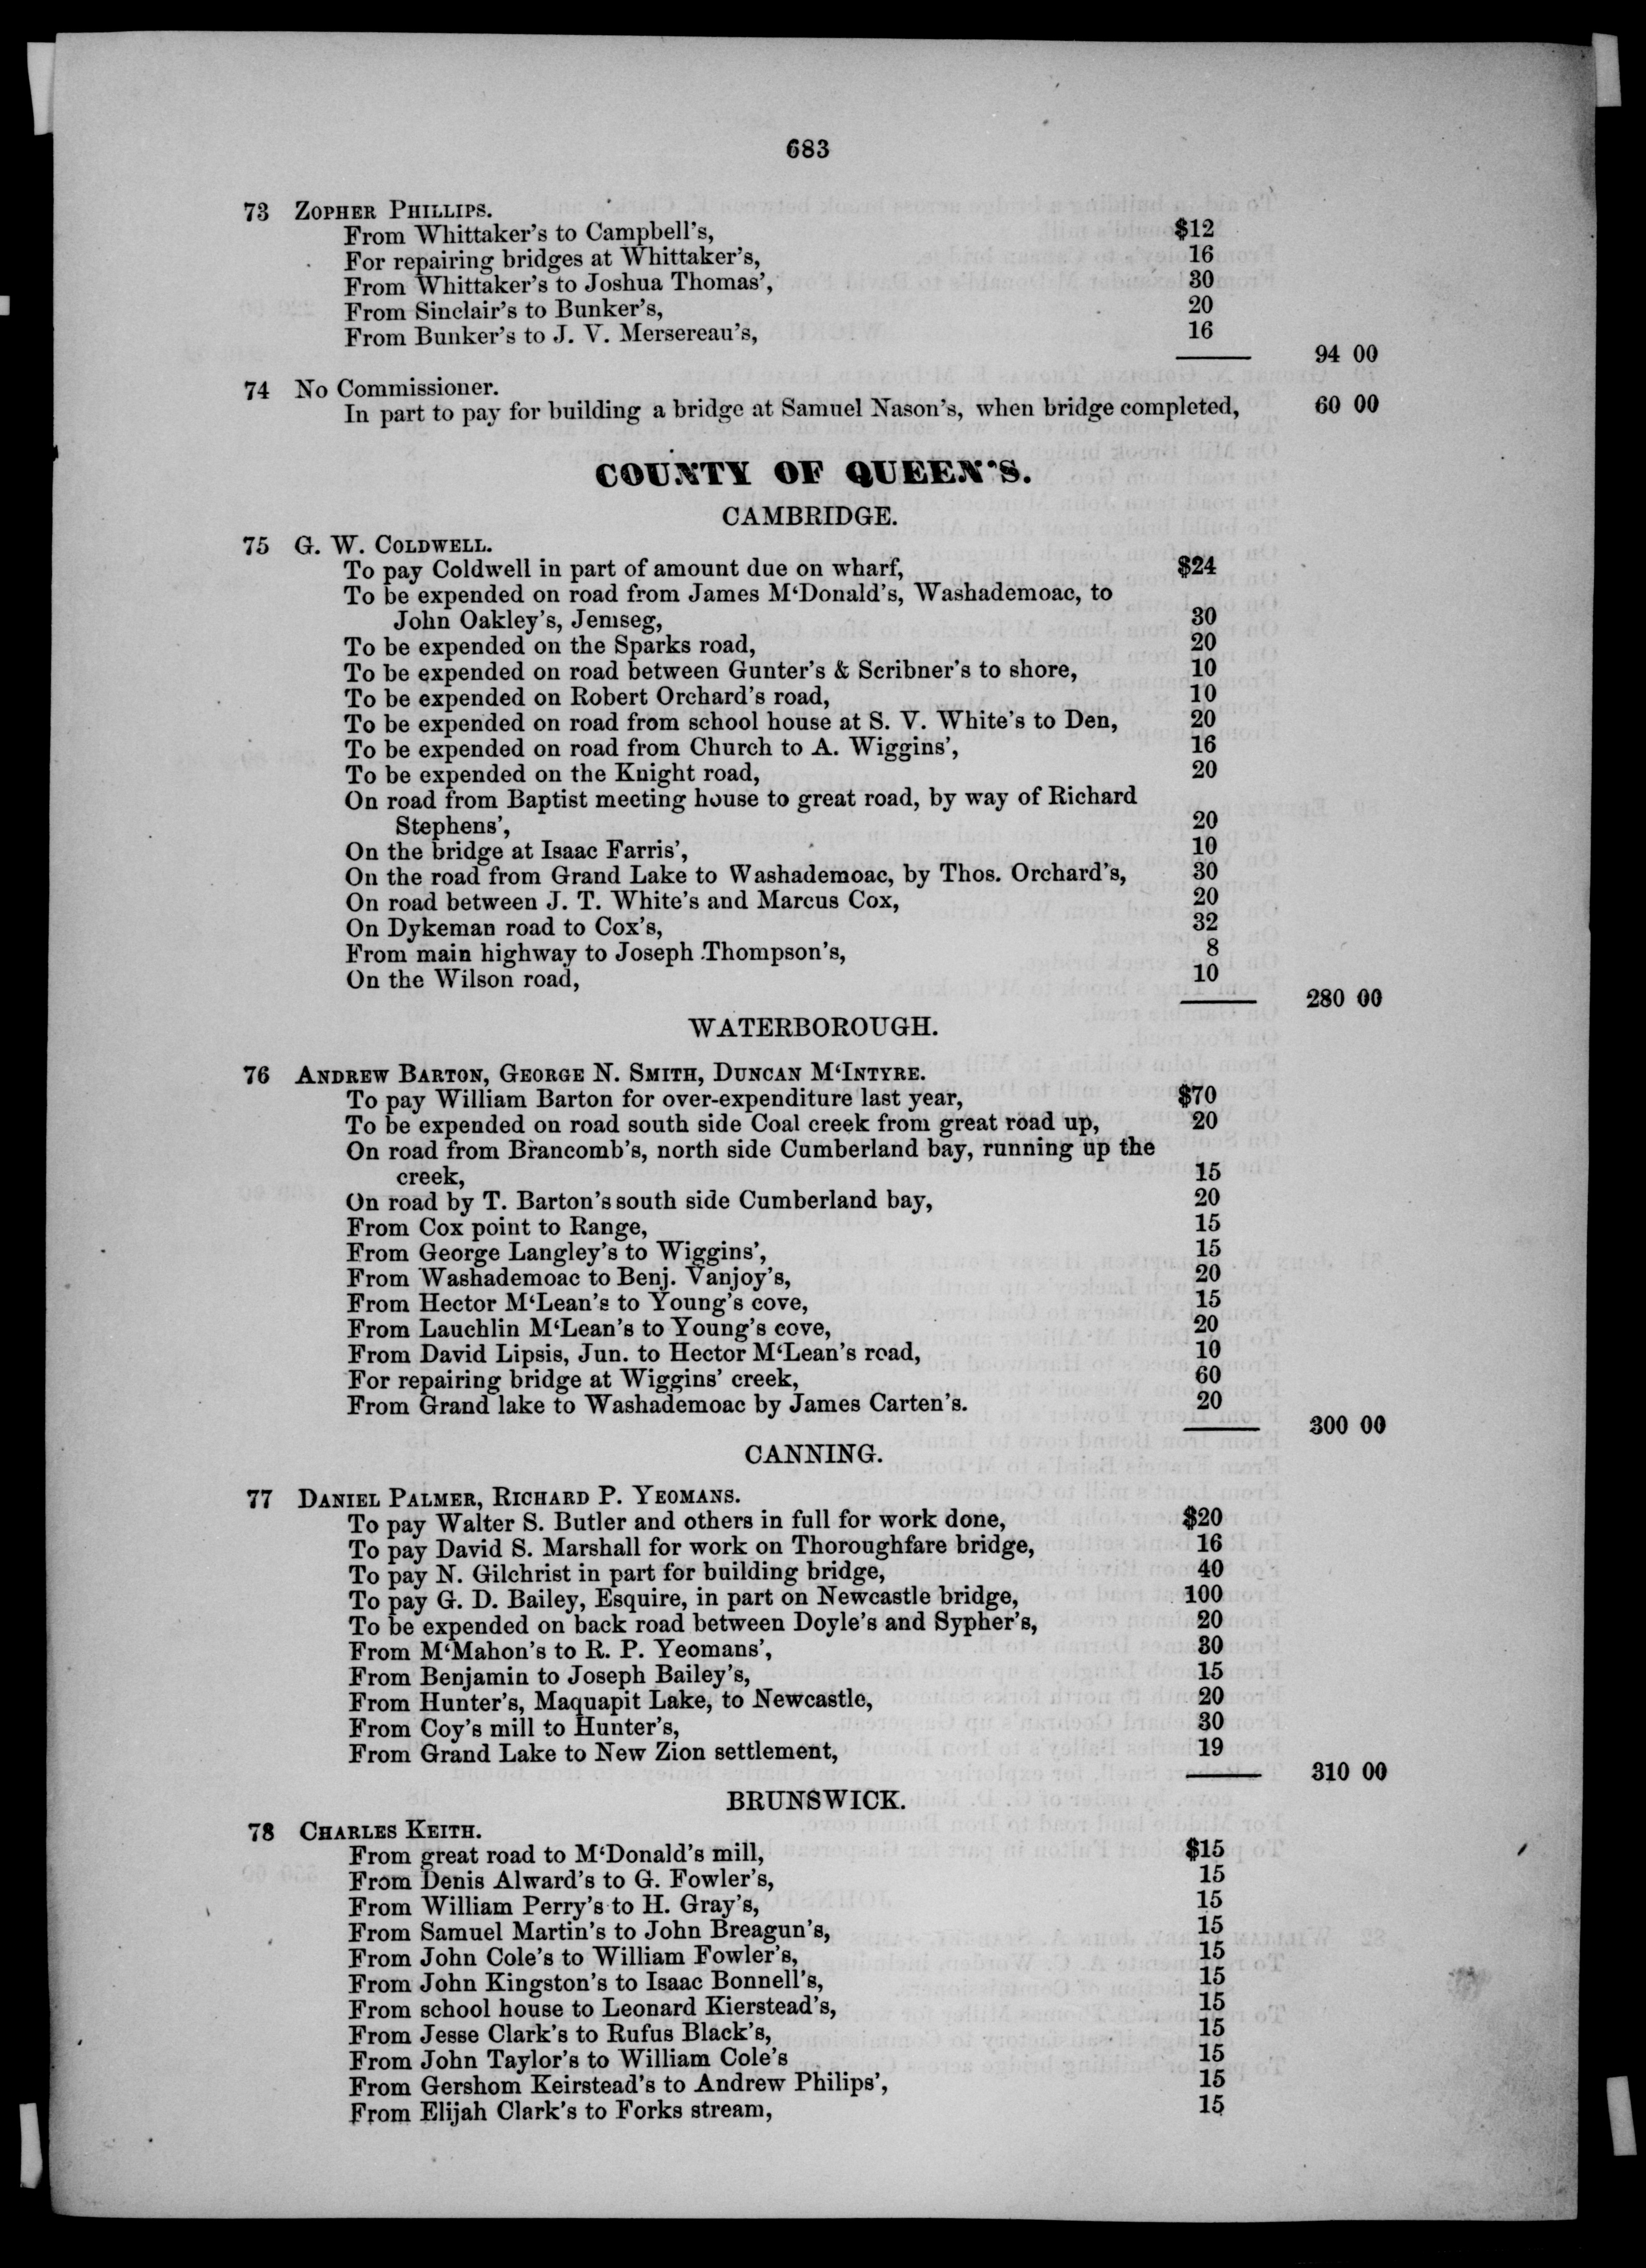 683
73 ZOPHER PHILLIPS.
From Whittaker's to Campbell's, $12
For repairing bridges at Whittaker's, 16
From Whittaker's to Joshua Thomas', 30
From Sinclair's to Bunker's, 20
From Bunker's to J. V. Mersereau's, 16
94 00
74 No Commissioner.
In part to pay for building a bridge at Samuel Nason's, when bridge completed, 60 00
COUNTY OF QUEEN'S.
CAMBRIDGE.
75 G. W. COLDWELL.
To pay Coldwell in part of amount due on wharf, $24
To be expended on road from James M‘Donald's, Washademoac, to
John Oakley's, Jemseg, 30
To be expended on the Sparks road, 20
To be expended on road between Gunter's & Scribner's to shore, 10
To be expended on Robert Orchard's road, 10
To be expended on road from school house at S. V. White's to Den, 20
To be expended on road from Church to A. Wiggins', 16
To be expended on the Knight road, 20
On road from Baptist meeting house to great road, by way of Richard
Stephens', 20
On the bridge at Isaac Farris', 10
On the road from Grand Lake to Washademoac, by Thos. Orchard's, 30
On road between J. T. White's and Marcus Cox, 20
On Dykeman road to Cox's, 32
From main highway to Joseph Thompson's, 8
On the Wilson road, 10
280 00
WATERBOROUGH.
76 ANDREW BARTON, GEORGE N. SMITH, DUNCAN M‘INTYRE.
To pay William Barton for over-expenditure last year, $70
To be expended on road south side Coal creek from great road up, 20
On road from Brancomb's, north side Cumberland bay, running up the
creek, 15
On road by T. Barton's south side Cumberland bay, 20
From Cox point to Range, 15
From George Langley's to Wiggins', 15
From Washademoac to Benj. Vanjoy's, 20
From Hector M‘Lean's to Young's cove, 15
From Lauchlin M‘Lean's to Young's cove, 20
From David Lipsis, Jun. to Hector M‘Lean's road, 10
For repairing bridge at Wiggins' creek, 60
From Grand lake to Washademoac by James Carten's. 20
300 00
CANNING.
77 DANIEL PALMER, RICHARD P. YEOMANS.
To pay Walter S. Butler and others in full for work done, $20
To pay David S. Marshall for work on Thoroughfare bridge, 16
To pay N. Gilchrist in part for building bridge, 40
To pay G. D. Bailey, Esquire, in part on Newcastle bridge, 100
To be expended on back road between Doyle's and Sypher's, 20
From M‘Mahon's to R. P. Yeomans', 30
From Benjamin to Joseph Bailey's, 15
From Hunter's, Maquapit Lake, to Newcastle, 20
From Coy's mill to Hunter's, 30
From Grand Lake to New Zion settlement, 19
310 00
BRUNSWICK.
78 CHARLES KEITH.
From great road to M‘Donald's mill, $15
From Denis Alward's to G. Fowler's, 15
From William Perry's to H. Gray's, 15
From Samuel Martin's to John Breagun's, 15
From John Cole's to William Fowler's, 15
From John Kingston's to Isaac Bonnell's, 15
From school house to Leonard Kierstead's, 15
From Jesse Clark's to Rufus Black's, 15
From John Taylor's to William Cole's 15
From Gershom Keirstead's to Andrew Philips', 15
From Elijah Clark's to Forks stream, 15